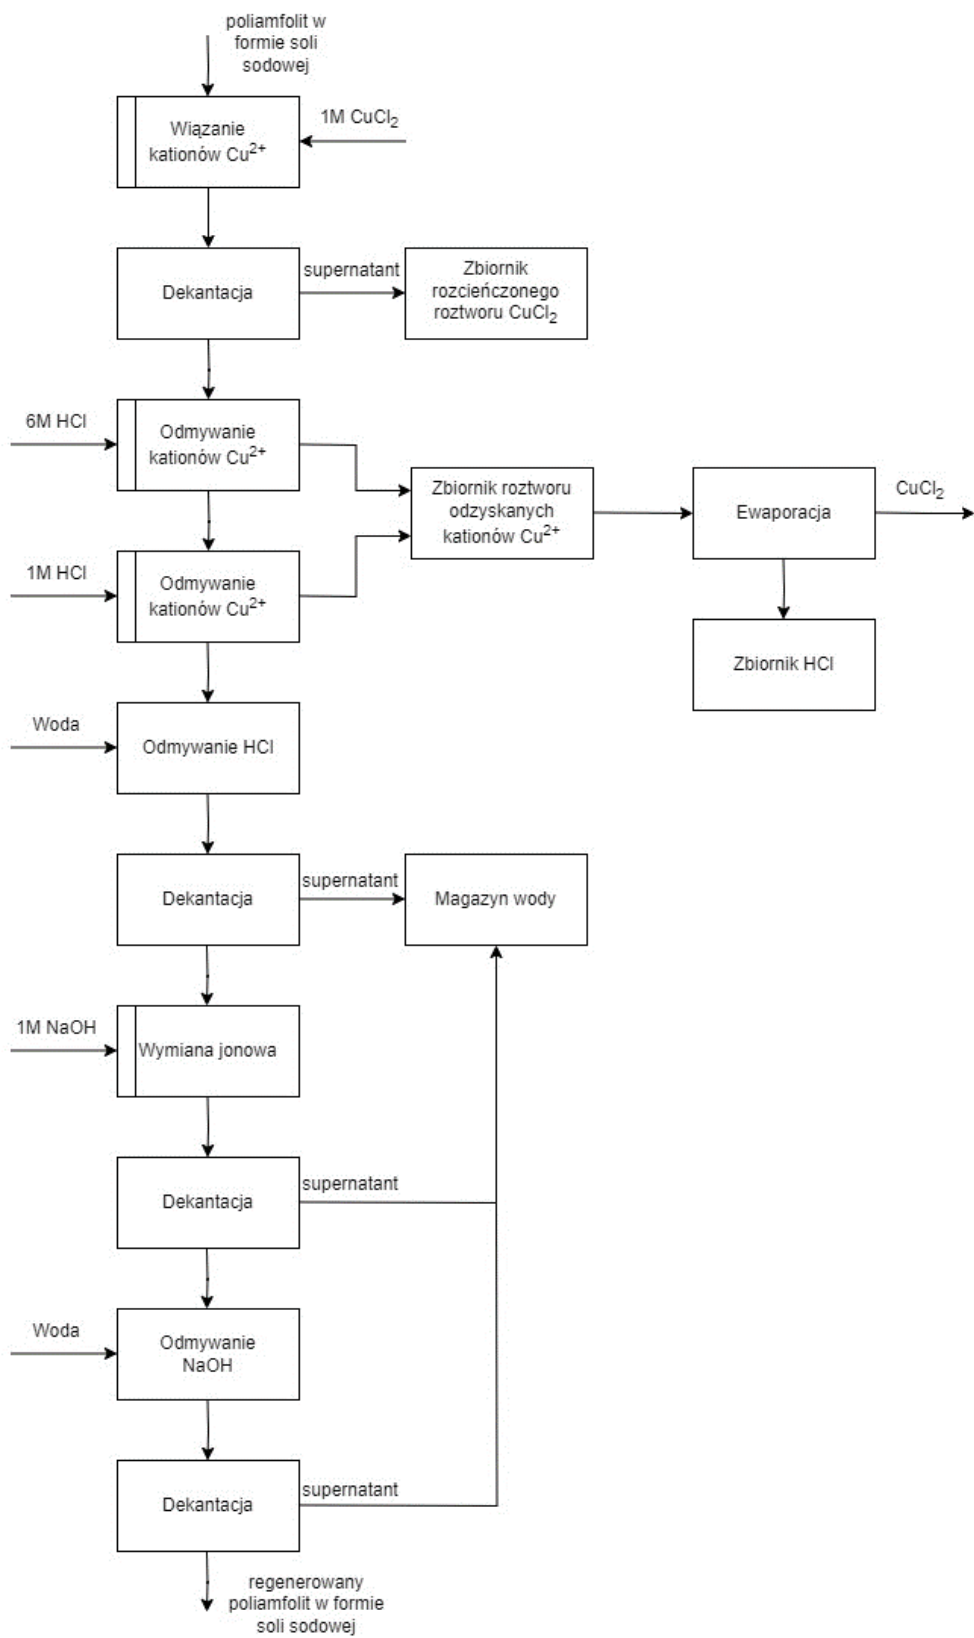 poliamfolit w
formie soli
sodowej
Wiązanie
kationów Cu2+
1M CuCl2
Dekantacja
supernatant
Zbiornik
rozcieńczonego
roztworu CuCl2
6M HCl
Odmywanie
kationów Cu2+
Zbiornik roztworu
odzyskanych
kationów Cu2+
Ewaporacja
CuCl2
1M HCl
Odmywanie
kationów Cu2+
Zbiornik HCl
Woda
Odmywanie HCl
Dekantacja
supernatant
Magazyn wody
1M NaOH
Wymiana jonowa
Dekantacja
supernatant
Woda
Odmywanie
NaOH
Dekantacja
supernatant
regenerowany
poliamfolit w formie
soli sodowej